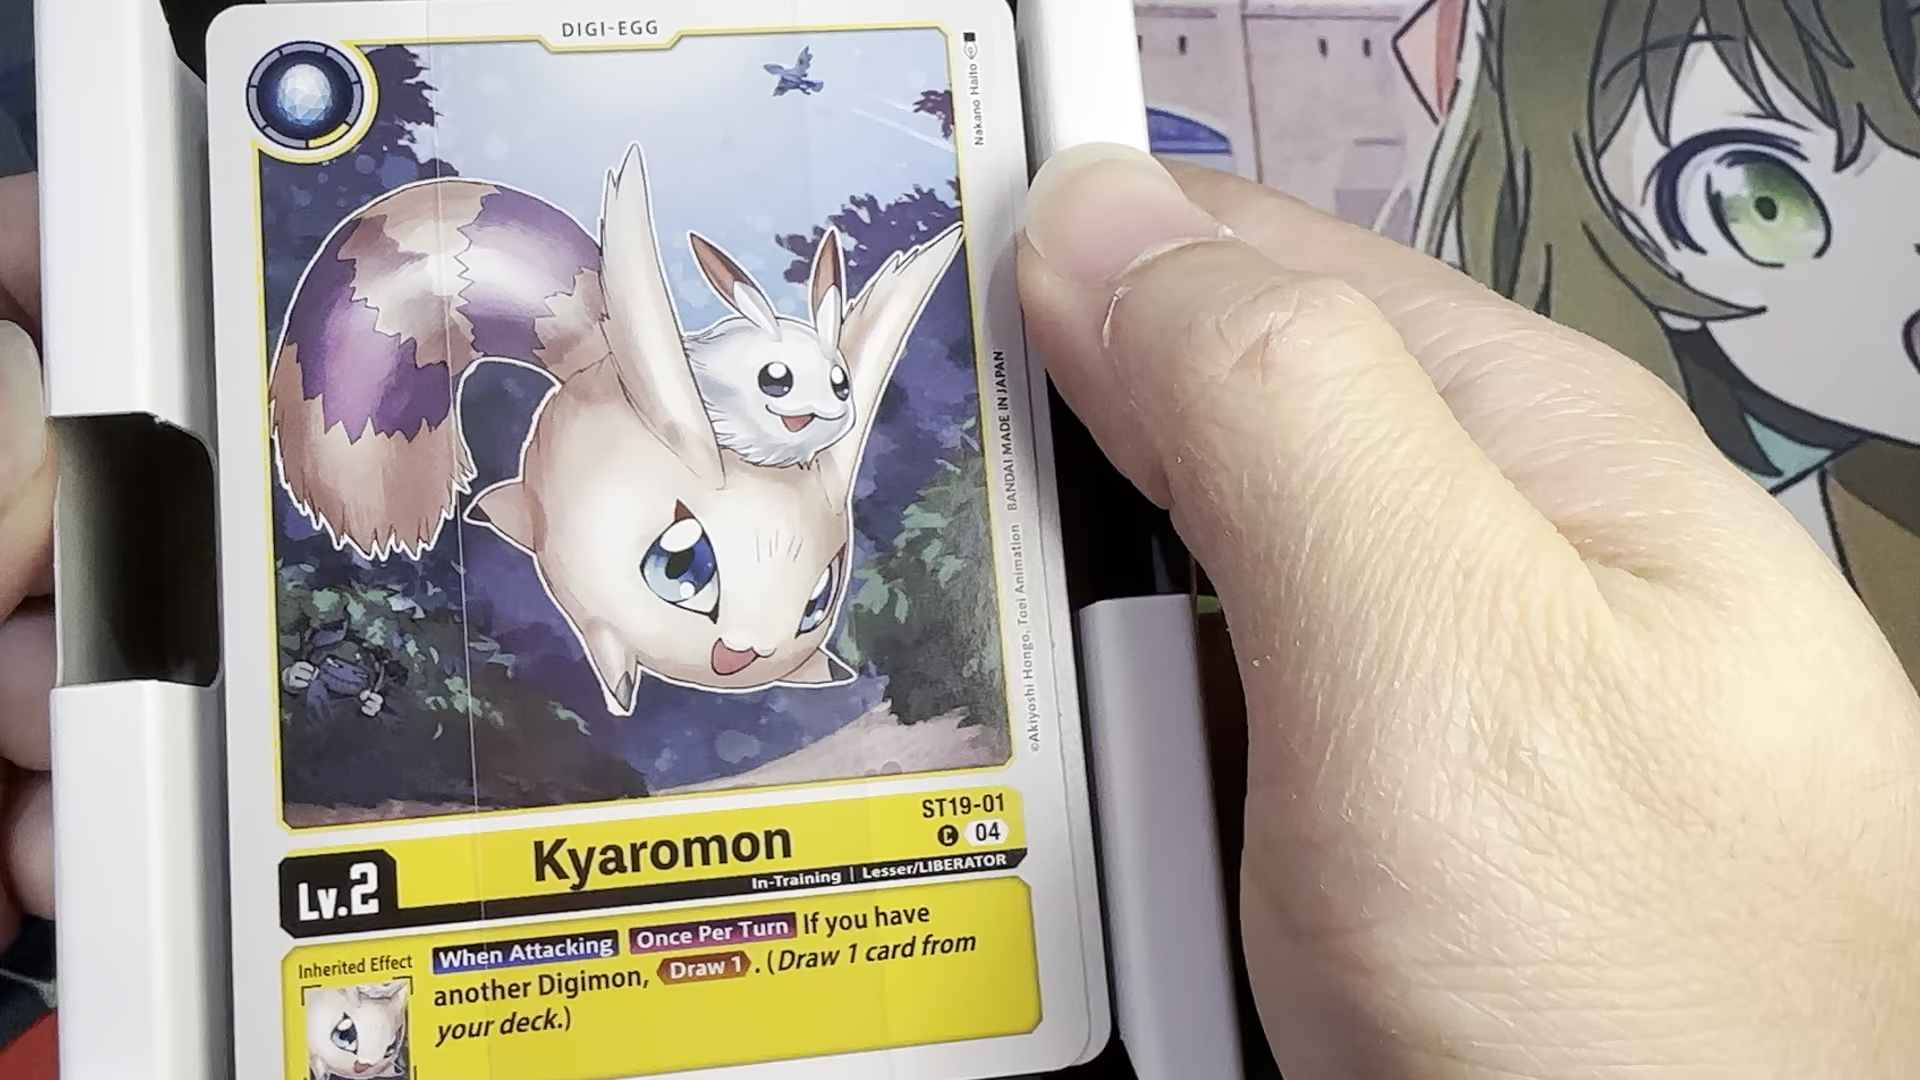 DIGI-EGG
Nakano Haito
BANDAI MADE IN JAPAN
©Akiyoshi Hongo, Toei Animation
ST19-01
Kyaromon
C 04
Lv.2
In-Training | Lesser/LIBERATOR
Inherited Effect
When Attacking Once Per Turn If you have
another Digimon, Draw 1. (Draw 1 card from
your deck.)